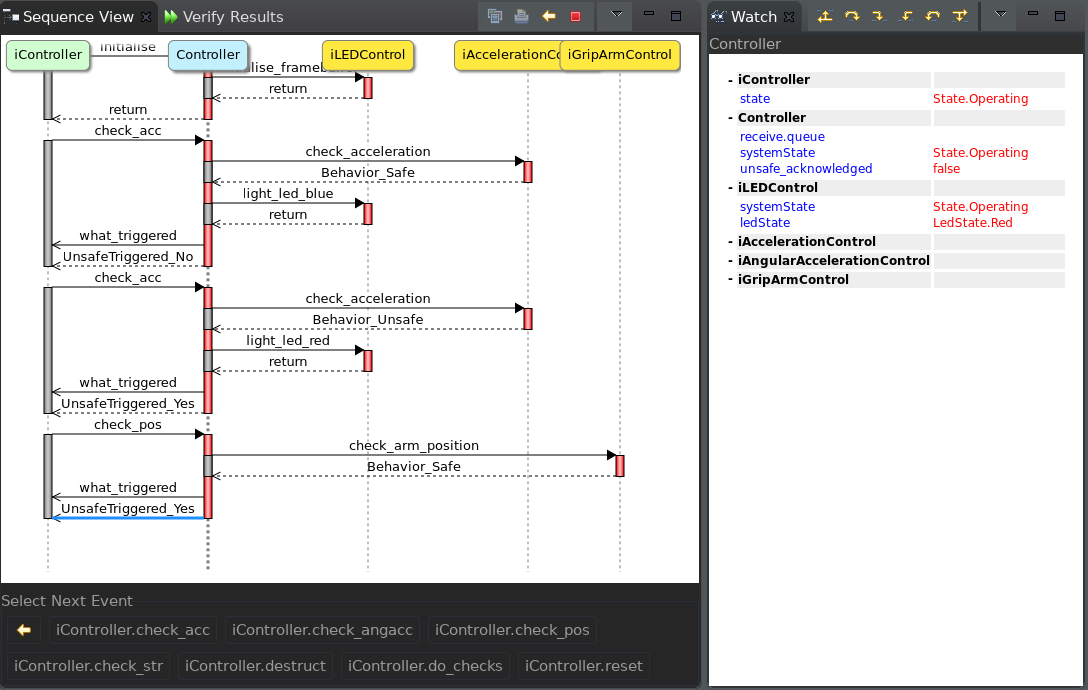 Sequence View
Verify Results
Watch
Controller
iController
Controller
iLEDControl
iAccelerationCo
iGripArmControl
initialise
alise_frameb
return
return
check_acc
check_acceleration
Behavior_Safe
light_led_blue
return
what_triggered
UnsafeTriggered_No
check_acc
check_acceleration
Behavior_Unsafe
light_led_red
return
what_triggered
UnsafeTriggered_Yes
check_pos
check_arm_position
Behavior_Safe
what_triggered
UnsafeTriggered_Yes
- iController
state State.Operating
- Controller
receive.queue
systemState State.Operating
unsafe_acknowledged false
- iLEDControl
systemState State.Operating
ledState LedState.Red
- iAccelerationControl
- iAngularAccelerationControl
- iGripArmControl
Select Next Event
iController.check_acc iController.check_angacc iController.check_pos
iController.check_str iController.destruct iController.do_checks iController.reset